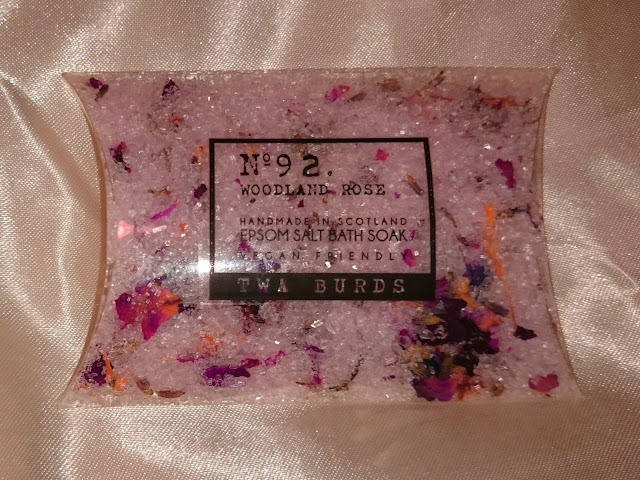 Nº92.
WOODLAND ROSE
HANDMADE IN SCOTLAND
EPSOM SALT BATH SOAK
VEGAN FRIENDLY
TWA BURDS